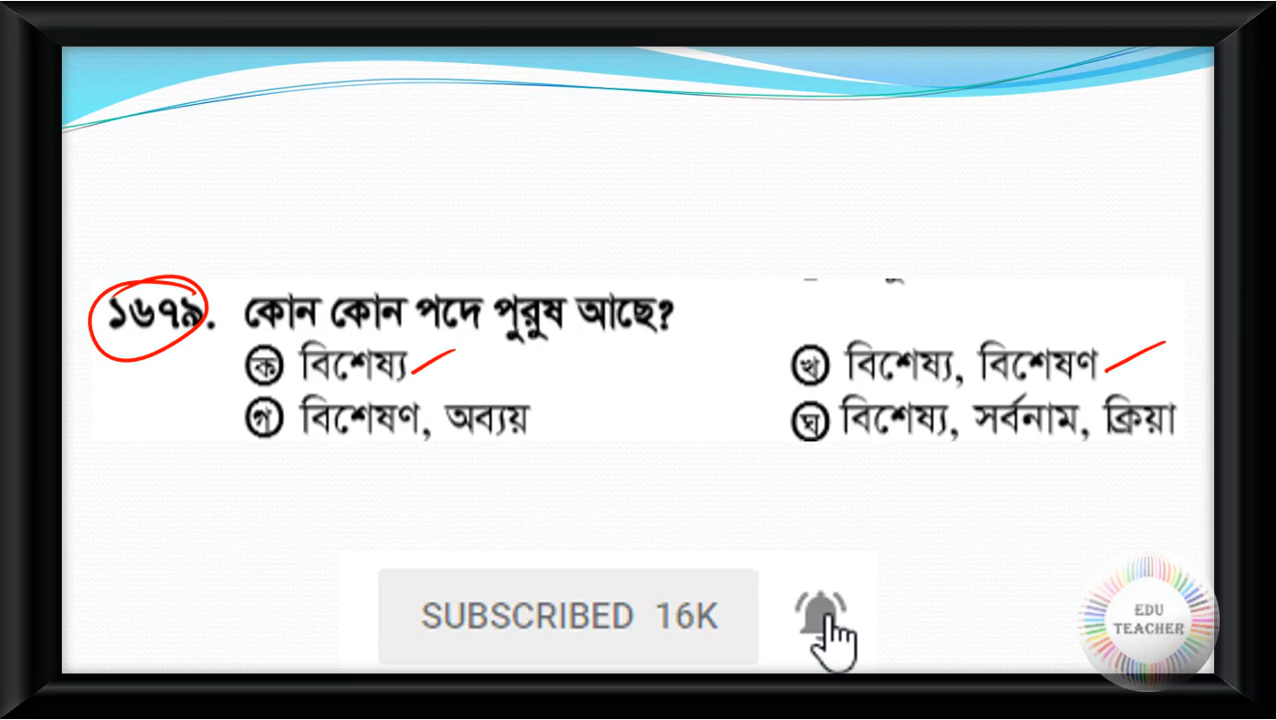 ১৬৭৯. কোন কোন পদে পুরুষ আছে?
ক বিশেষ্য
খ বিশেষ্য, বিশেষণ
গ বিশেষণ, অব্যয়
ঘ বিশেষ্য, সর্বনাম, ক্রিয়া
SUBSCRIBED 16K
EDU
TEACHER